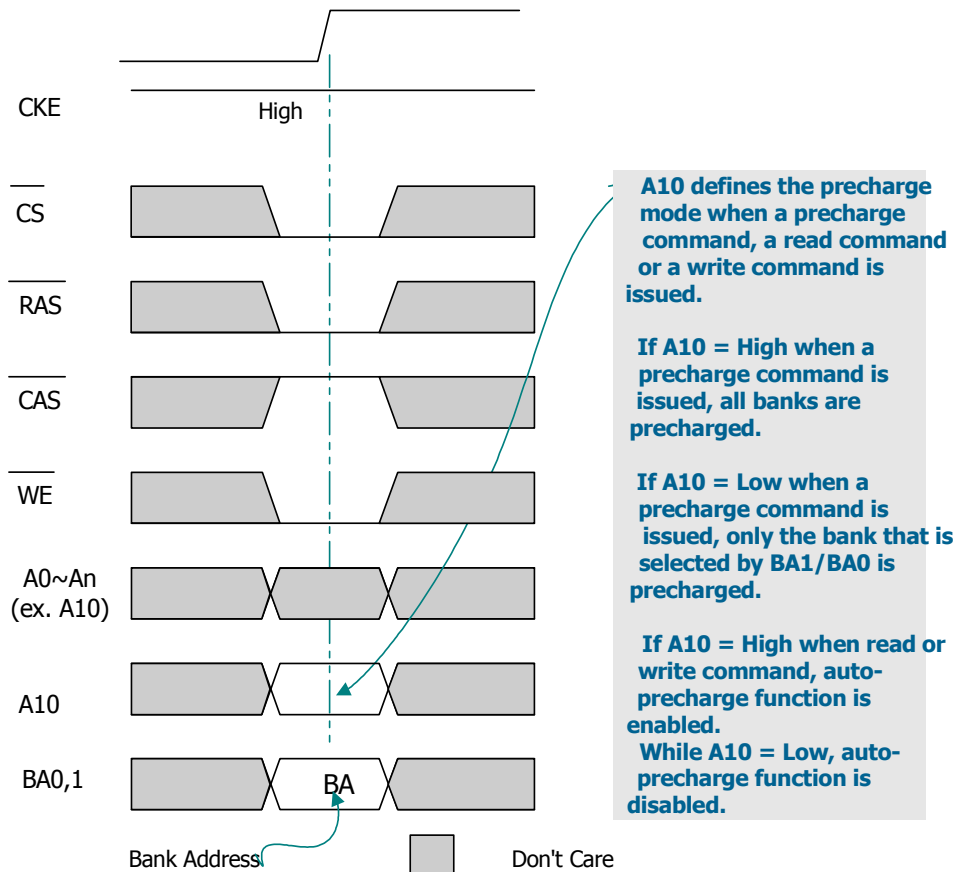 CKE
High
CS
RAS
CAS
WE
A0~An
(ex. A10)
A10
BA0,1
BA
Bank Address
Don't Care
A10 defines the precharge
mode when a precharge
command, a read command
or a write command is
issued.
If A10 = High when a
precharge command is
issued, all banks are
precharged.
If A10 = Low when a
precharge command is
issued, only the bank that is
selected by BA1/BA0 is
precharged.
If A10 = High when read or
write command, auto-
precharge function is
enabled.
While A10 = Low, auto-
precharge function is
disabled.